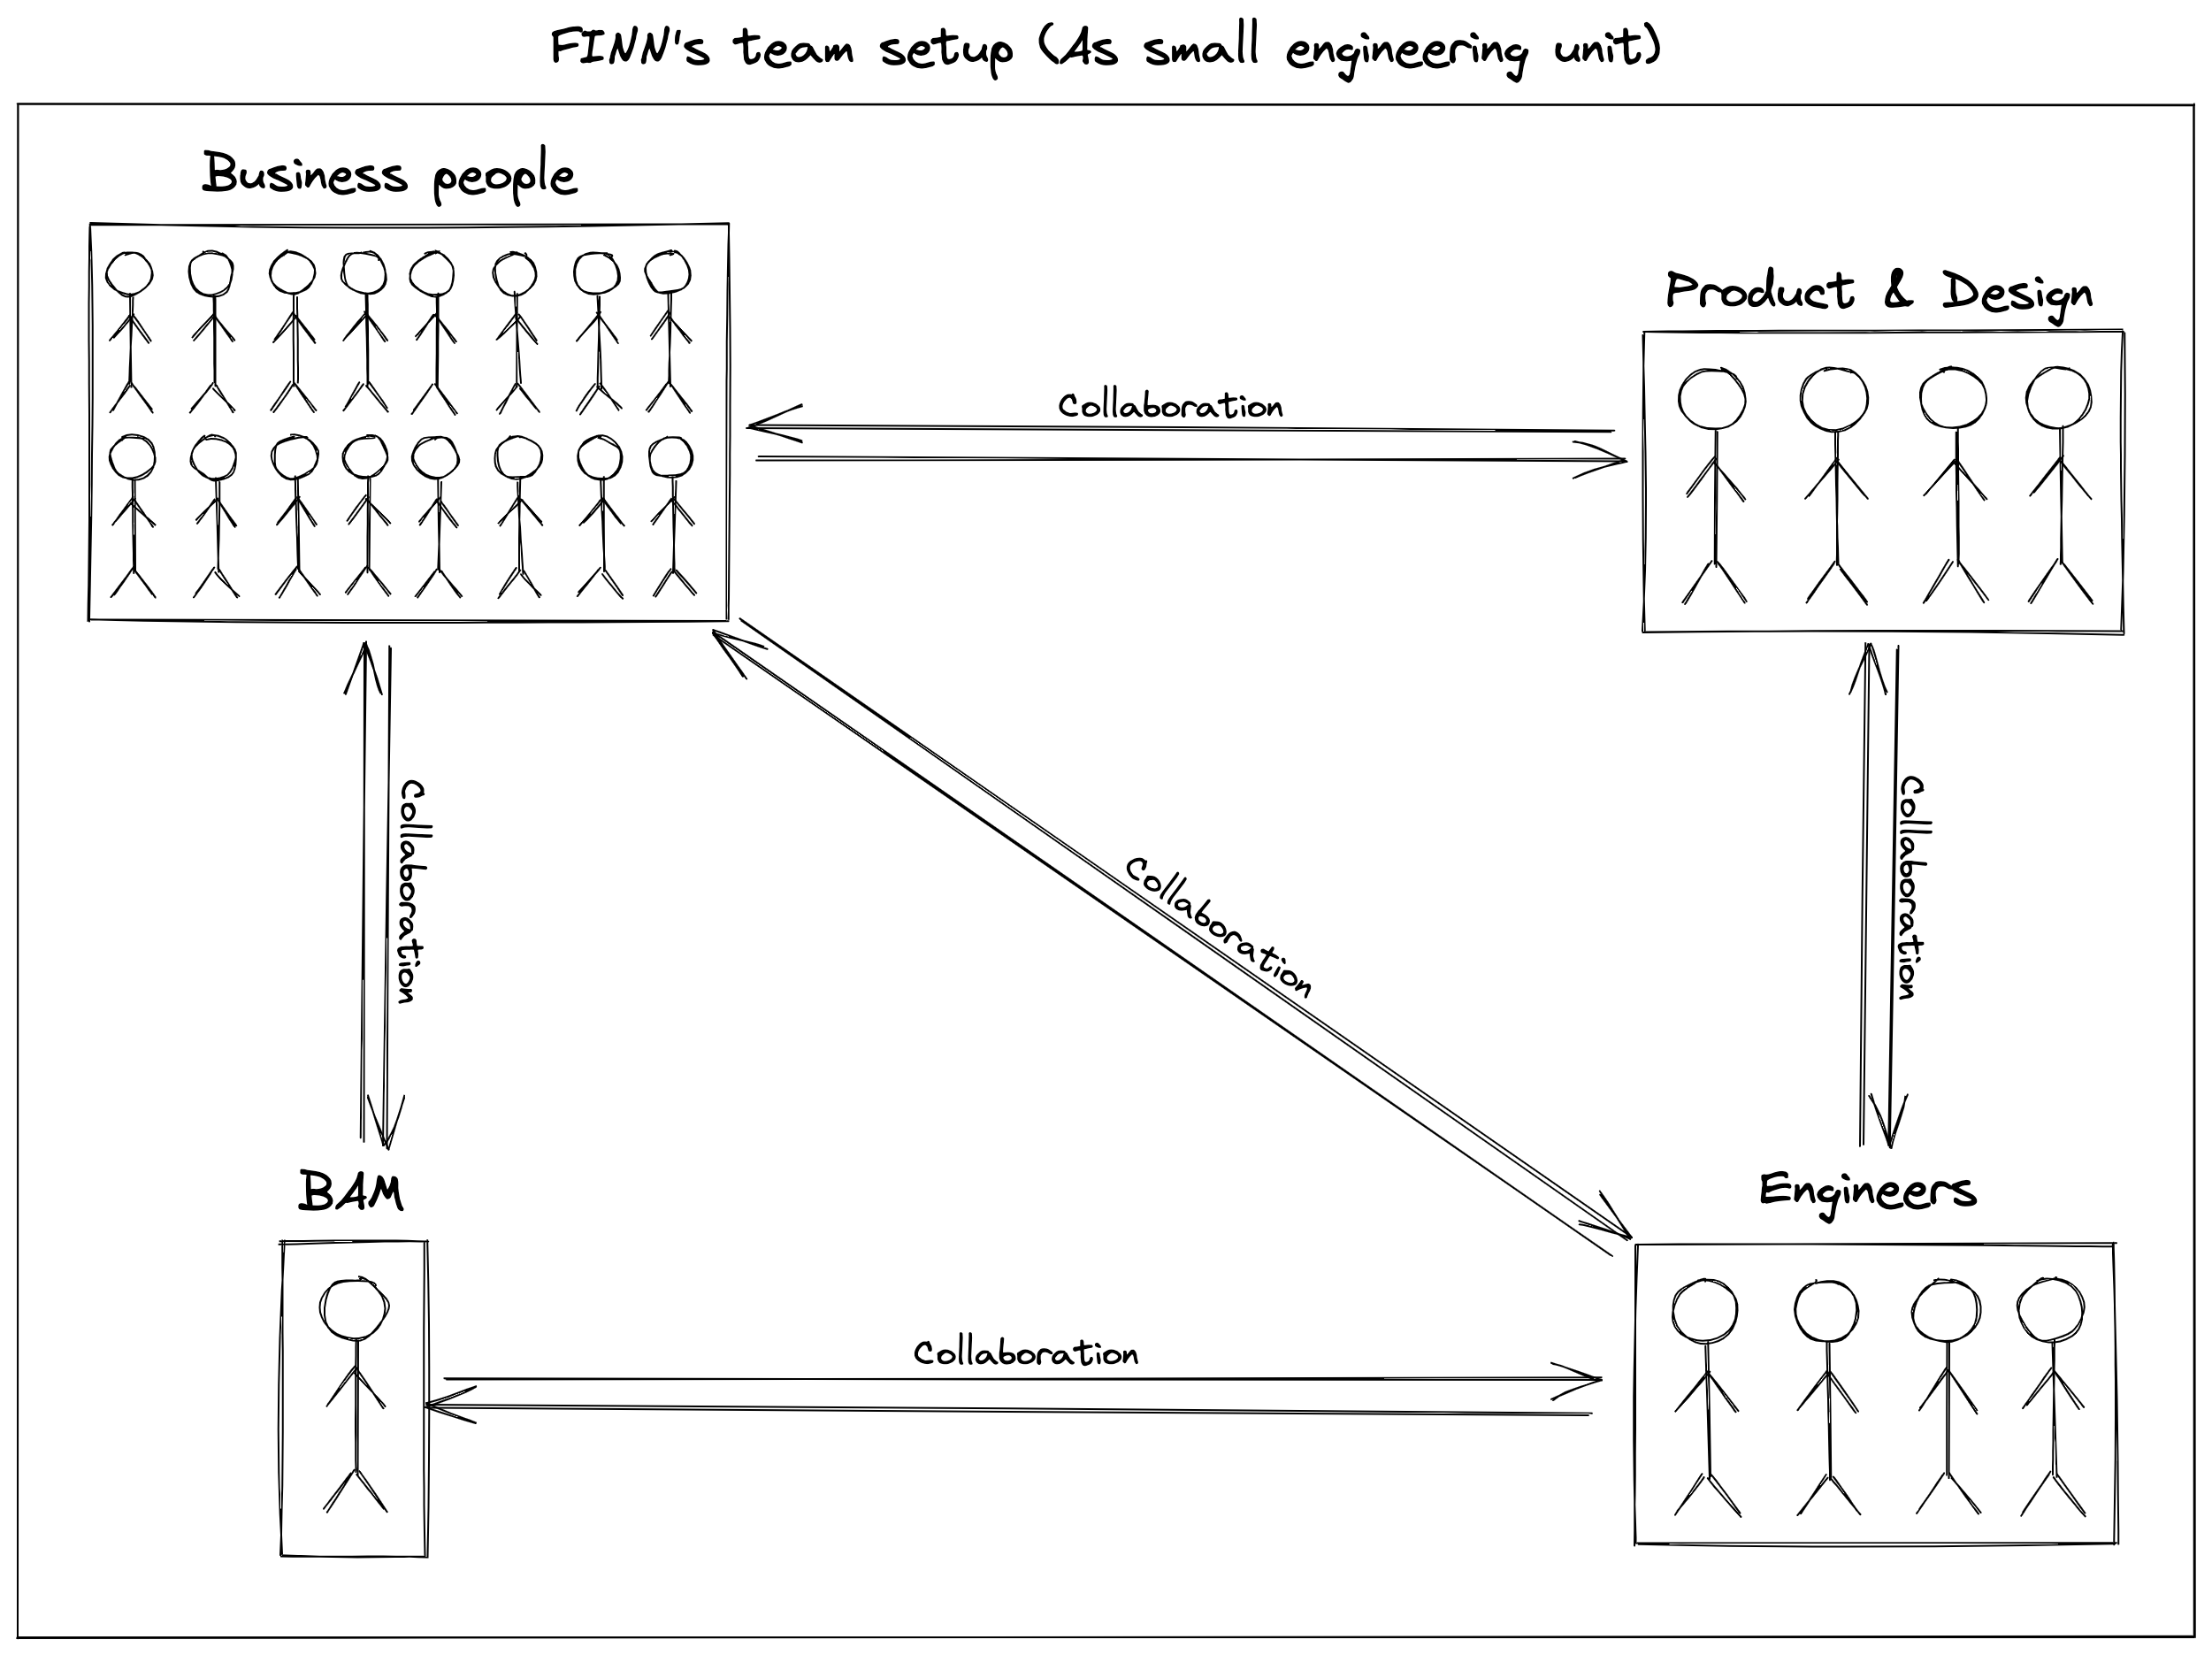 FINN's team setup (As small engineering unit)
Business people
Product & Design
Collaboration
Collaboration
Collaboration
Collaboration
BAM
Engineers
Collaboration